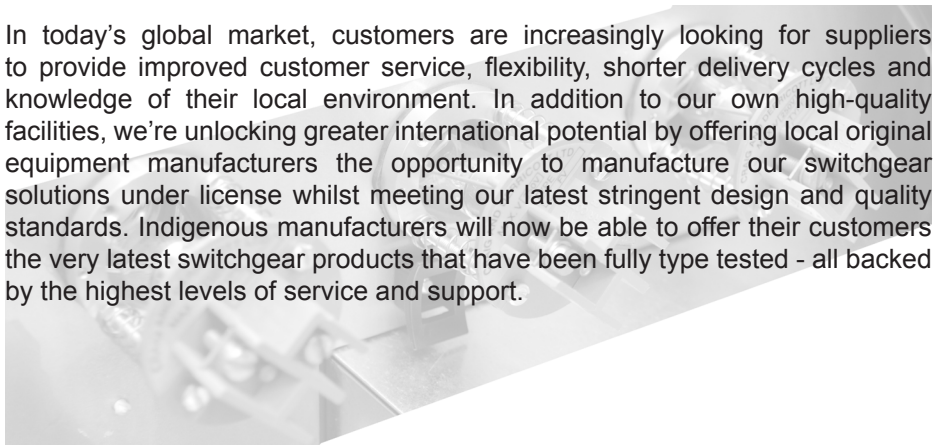 In today’s global market, customers are increasingly looking for suppliers
to provide improved customer service, flexibility, shorter delivery cycles and
knowledge of their local environment. In addition to our own high-quality
facilities, we’re unlocking greater international potential by offering local original
equipment manufacturers the opportunity to manufacture our switchgear
solutions under license whilst meeting our latest stringent design and quality
standards. Indigenous manufacturers will now be able to offer their customers
the very latest switchgear products that have been fully type tested - all backed
by the highest levels of service and support.